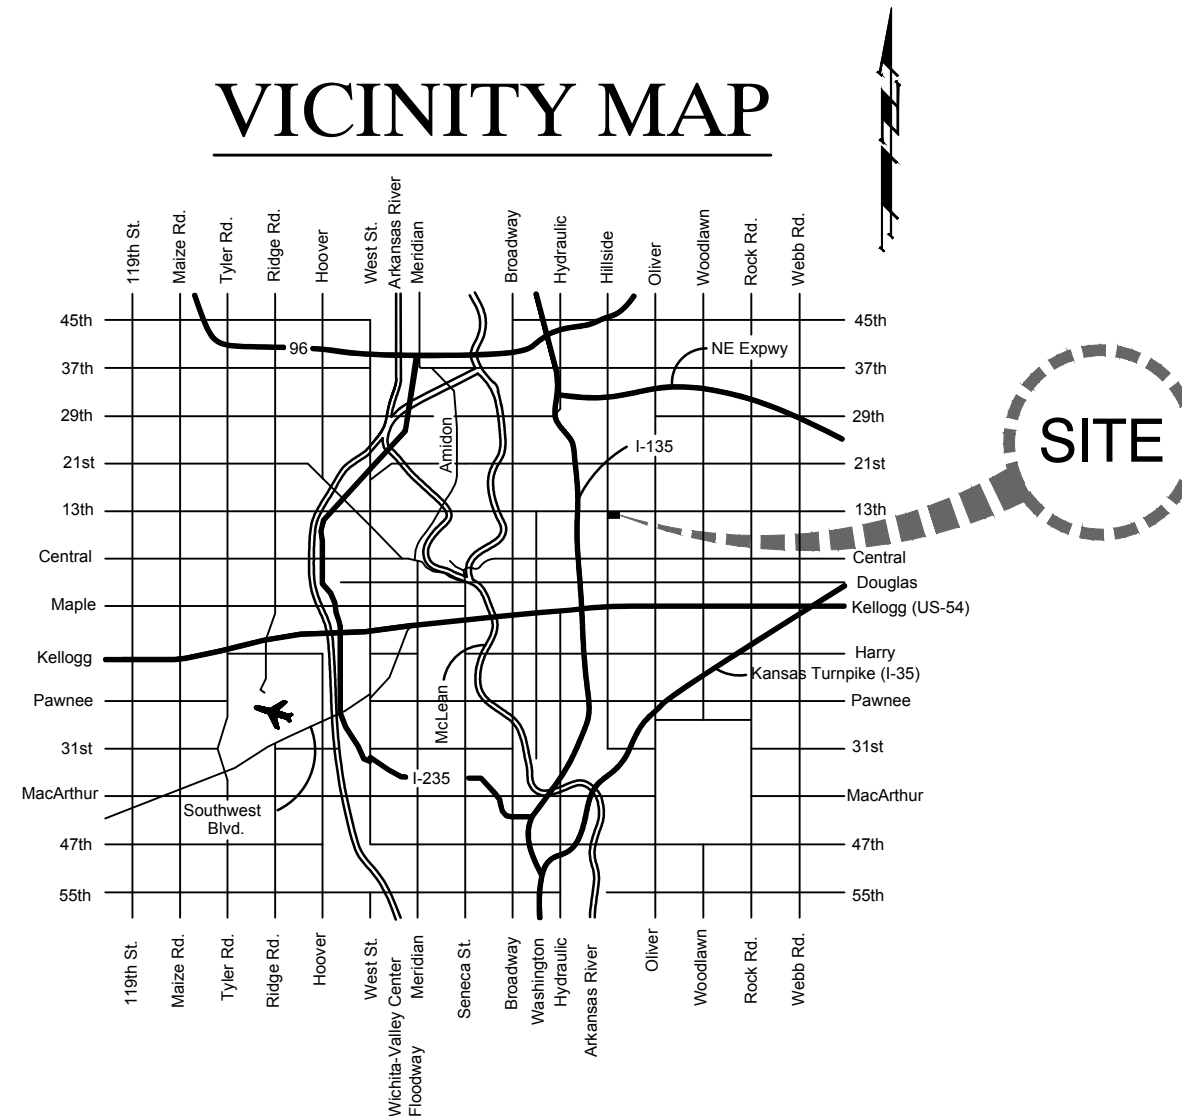 VICINITY MAP
119th St.
Maize Rd.
Tyler Rd.
Ridge Rd.
Hoover
West St.
Arkansas River
Meridian
Broadway
Hydraulic
Hillside
Oliver
Woodlawn
Rock Rd.
Webb Rd.
45th
45th
96
NE Expwy
37th
37th
29th
29th
Amidon
I-135
SITE
21st
21st
13th
13th
Central
Central
Douglas
Maple
Kellogg (US-54)
Kellogg
Harry
Kansas Turnpike (I-35)
Pawnee
Pawnee
McLean
31st
31st
I-235
MacArthur
MacArthur
Southwest
Blvd.
47th
47th
55th
55th
119th St.
Maize Rd.
Tyler Rd.
Ridge Rd.
Hoover
West St.
Wichita-Valley Center
Floodway
Meridian
Seneca St.
Broadway
Washington
Hydraulic
Arkansas River
Oliver
Woodlawn
Rock Rd.
Webb Rd.